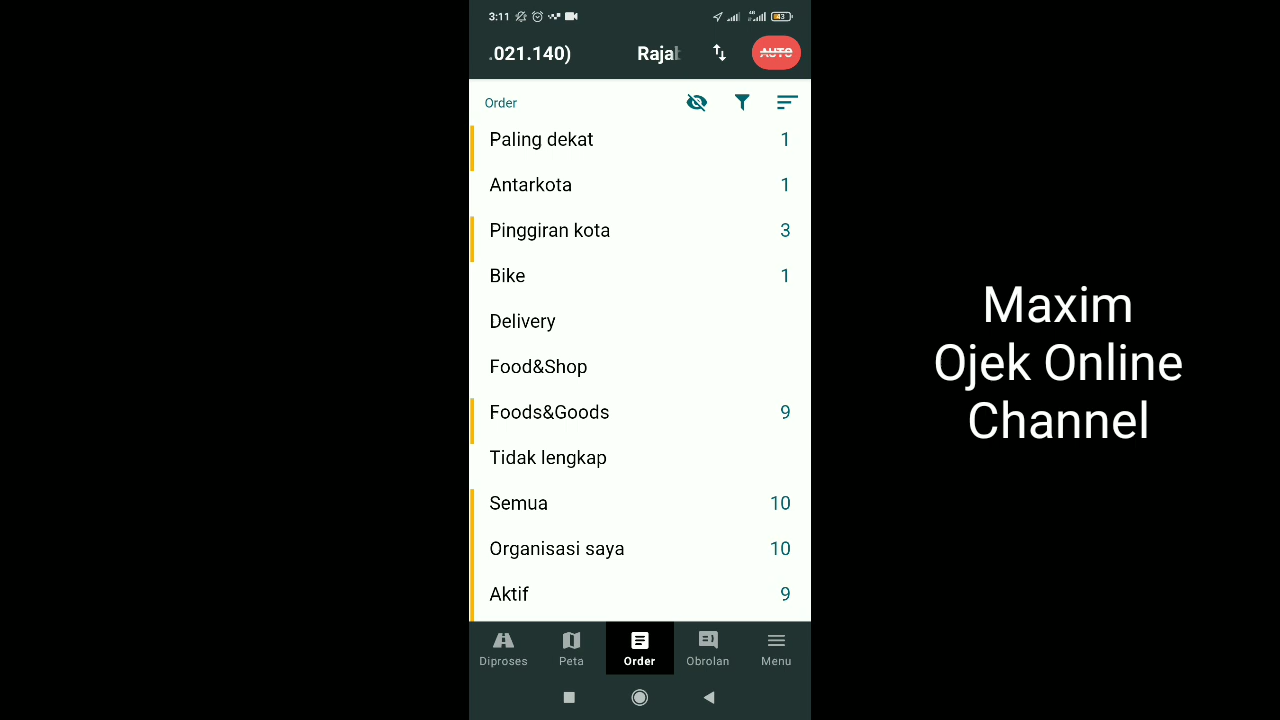 3:11
43
.021.140)
AUTO
Order
Paling dekat 1
Antarkota 1
Pinggiran kota 3
Bike 1
Delivery
Food&Shop
Foods&Goods 9
Tidak lengkap
Semua 10
Organisasi saya 10
Aktif 9
Diproses
Peta
Order
Obrolan
Menu
Maxim
Ojek Online
Channel